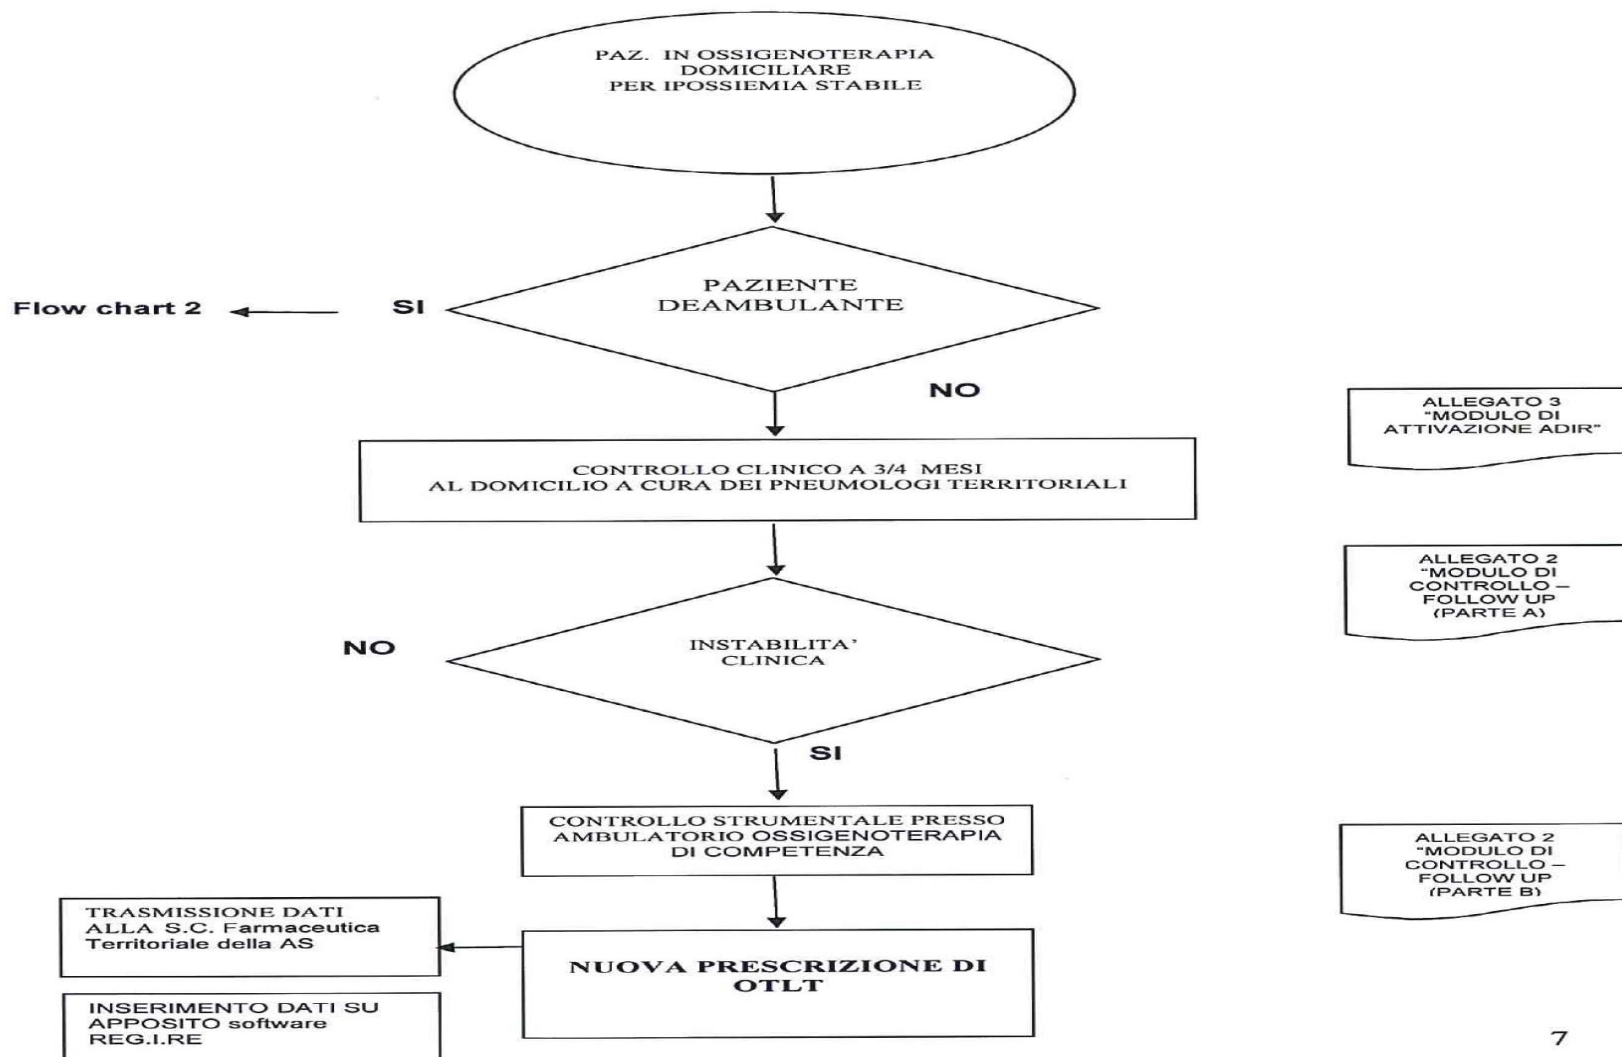 PAZ. IN OSSIGENOTERAPIA
DOMICILIARE
PER IPOSSIEMIA STABILE
PAZIENTE
DEAMBULANTE
Flow chart 2
SI
NO
ALLEGATO 3
"MODULO DI
ATTIVAZIONE ADIR"
CONTROLLO CLINICO A 3/4 MESI
AL DOMICILIO A CURA DEI PNEUMOLOGI TERRITORIALI
ALLEGATO 2
"MODULO DI
CONTROLLO –
FOLLOW UP
(PARTE A)
NO
INSTABILITA'
CLINICA
SI
CONTROLLO STRUMENTALE PRESSO
AMBULATORIO OSSIGENOTERAPIA
DI COMPETENZA
ALLEGATO 2
"MODULO DI
CONTROLLO –
FOLLOW UP
(PARTE B)
TRASMISSIONE DATI
ALLA S.C. Farmaceutica
Territoriale della AS
NUOVA PRESCRIZIONE DI
OTLT
INSERIMENTO DATI SU
APPOSITO software
REG.I.RE
7